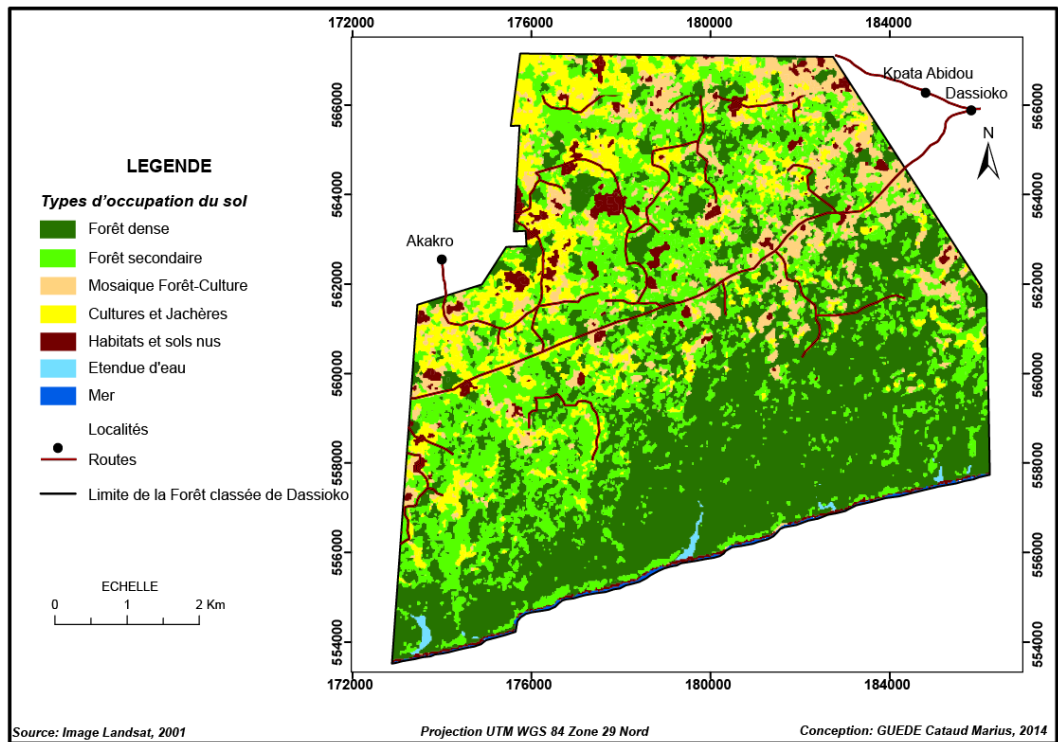 172000 176000 180000 184000
LEGENDE
Types d'occupation du sol
Forêt dense
Forêt secondaire
Mosaique Forêt-Culture
Cultures et Jachères
Habitats et sols nus
Etendue d'eau
Mer
Localités
Routes
Limite de la Forêt classée de Dassioko
ECHELLE
0 1 2 Km
566000
564000
562000
560000
558000
556000
554000
Akakro
Kpata Abidou
Dassioko
N
566000
564000
562000
560000
558000
556000
554000
172000 176000 180000 184000
Source: Image Landsat, 2001
Projection UTM WGS 84 Zone 29 Nord
Conception: GUEDE Cataud Marius, 2014